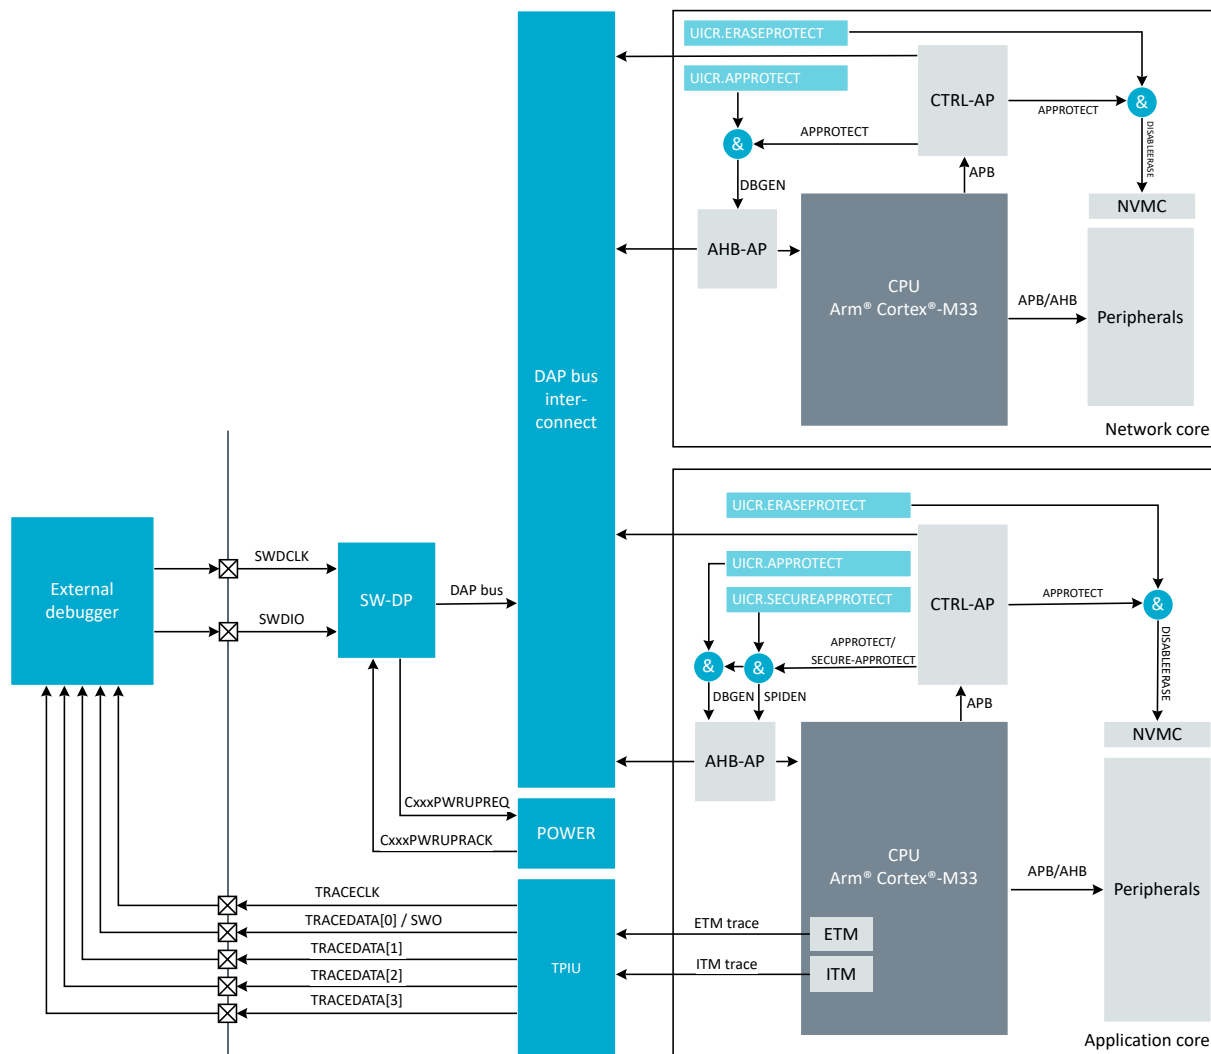 UICR.ERASEPROTECT
UICR.APPROTECT
CTRL-AP
APPROTECT
&
DISABLEERASE
APPROTECT
&
DBGEN
APB
NVMC
AHB-AP
CPU
Arm® Cortex®-M33
APB/AHB
Peripherals
Network core
DAP bus
inter-
connect
UICR.ERASEPROTECT
UICR.APPROTECT
UICR.SECUREAPPROTECT
CTRL-AP
APPROTECT
&
DISABLEERASE
APPROTECT/
SECURE-APPROTECT
&
&
DBGEN
SPIDEN
APB
NVMC
AHB-AP
External
debugger
SWDCLK
SWDIO
SW-DP
DAP bus
CxxxPWRUPREQ
CxxxPWRUPRACK
POWER
CPU
Arm® Cortex®-M33
APB/AHB
Peripherals
TRACECLK
TRACEDATA[0] / SWO
TRACEDATA[1]
TRACEDATA[2]
TRACEDATA[3]
TPIU
ETM trace
ITM trace
ETM
ITM
Application core